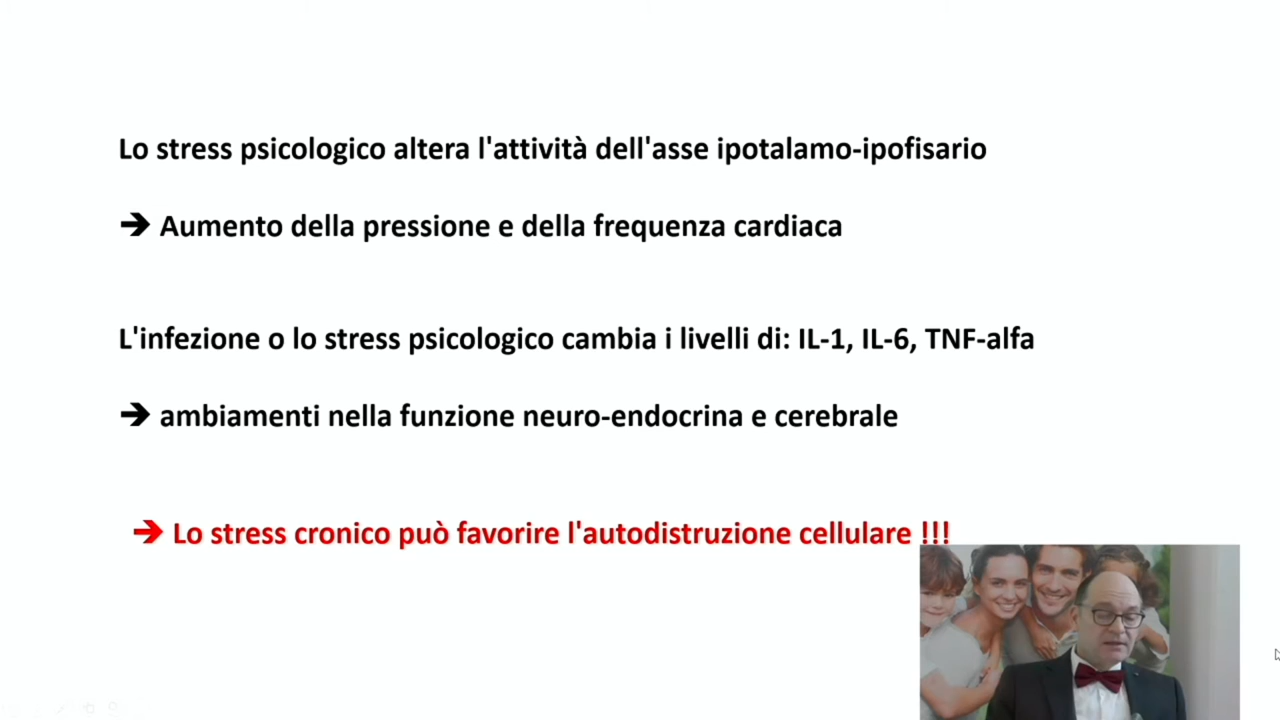 Lo stress psicologico altera l'attività dell'asse ipotalamo-ipofisario
➔ Aumento della pressione e della frequenza cardiaca
L'infezione o lo stress psicologico cambia i livelli di: IL-1, IL-6, TNF-alfa
➔ ambiamenti nella funzione neuro-endocrina e cerebrale
➔ Lo stress cronico può favorire l'autodistruzione cellulare !!!